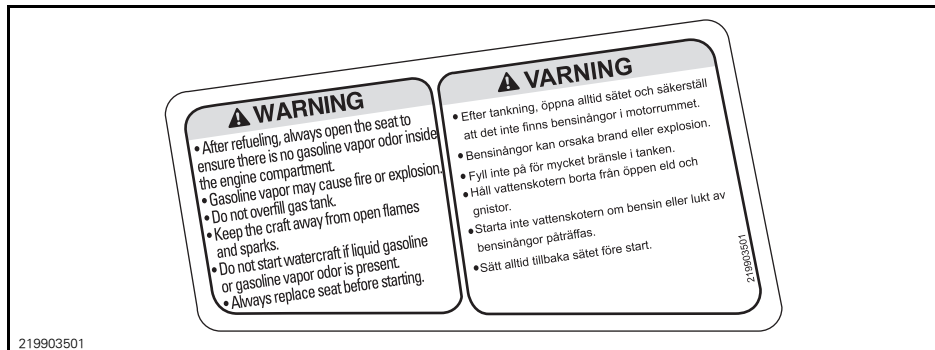 ⚠ WARNING
• After refueling, always open the seat to
ensure there is no gasoline vapor odor inside
the engine compartment.
• Gasoline vapor may cause fire or explosion.
• Do not overfill gas tank.
• Keep the craft away from open flames
and sparks.
• Do not start watercraft if liquid gasoline
or gasoline vapor odor is present.
• Always replace seat before starting.
⚠ VARNING
• Efter tankning, öppna alltid sätet och säkerställ
att det inte finns bensinångor i motorrummet.
• Bensinångor kan orsaka brand eller explosion.
• Fyll inte på för mycket bränsle i tanken.
• Håll vattenskotern borta från öppen eld och
gnistor.
• Starta inte vattenskotern om bensin eller lukt av
bensinångor påträffas.
• Sätt alltid tillbaka sätet före start.
219903501
219903501